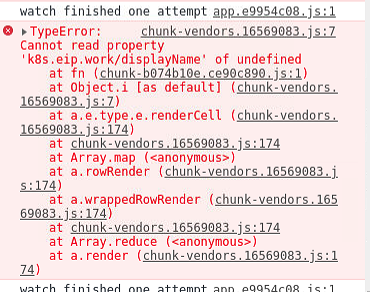 watch finished one attempt app.e9954c08.js:1
TypeError: chunk-vendors.16569083.js:7
Cannot read property
'k8s.eip.work/displayName' of undefined
at fn (chunk-b074b10e.ce90c890.js:1)
at Object.i [as default] (chunk-vendors.
16569083.js:7)
at a.e.type.e.renderCell (chunk-vendors.
16569083.js:174)
at chunk-vendors.16569083.js:174
at Array.map (<anonymous>)
at a.rowRender (chunk-vendors.16569083.j
s:174)
at a.wrappedRowRender (chunk-vendors.165
69083.js:174)
at chunk-vendors.16569083.js:174
at Array.reduce (<anonymous>)
at a.render (chunk-vendors.16569083.js:1
74)
watch finished one attempt app.e9954c08.js:1